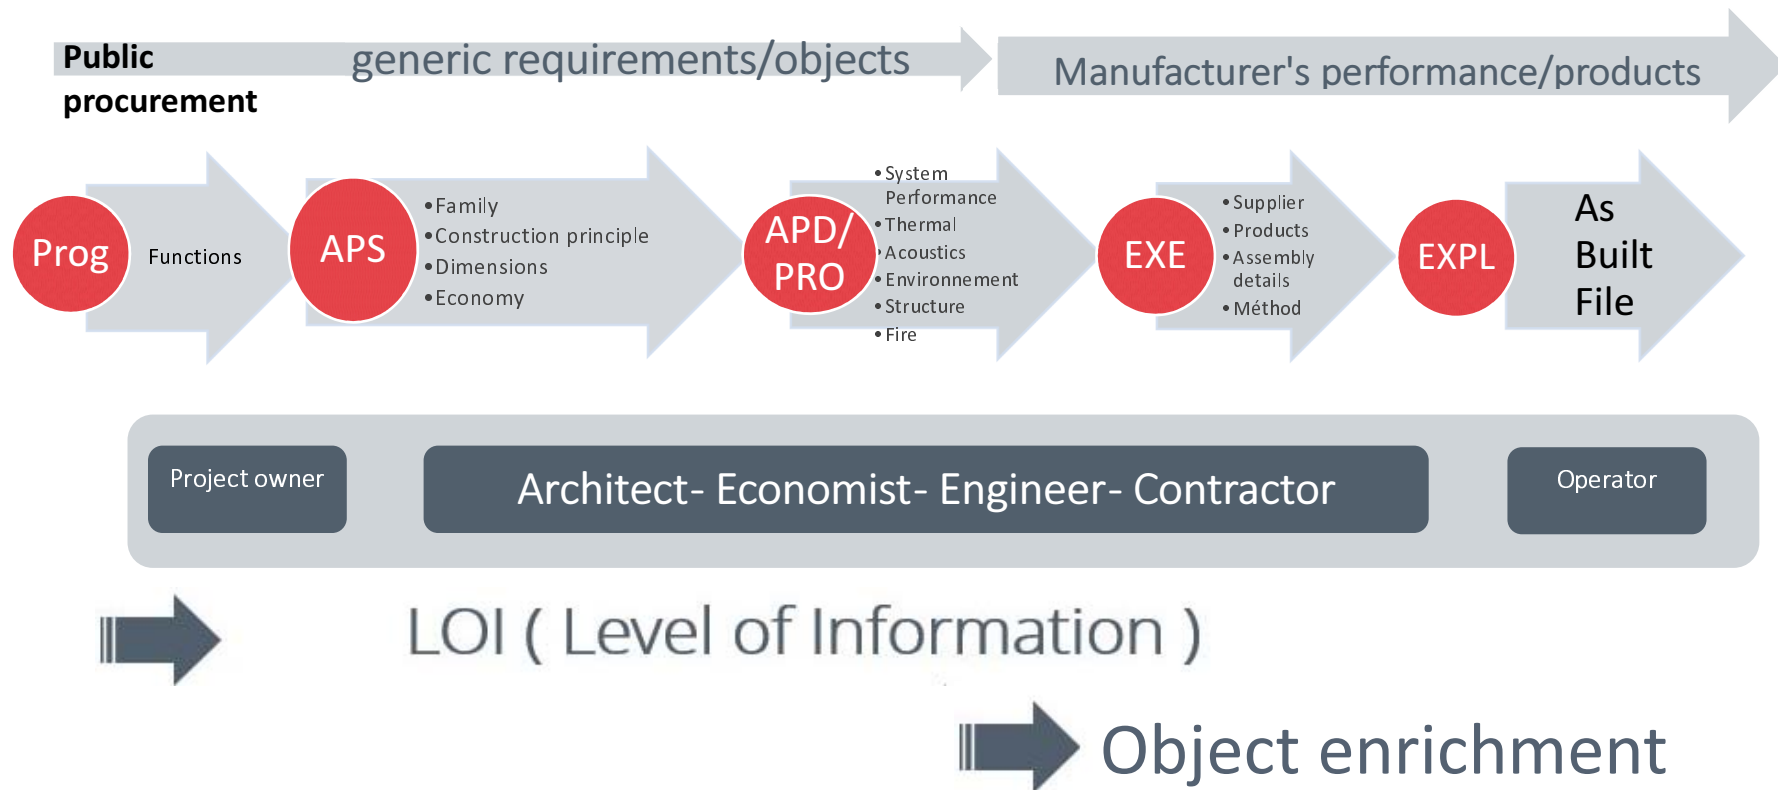 Public
procurement
generic requirements/objects
Manufacturer's performance/products
Prog
Functions
APS
•Family
•Construction principle
•Dimensions
•Economy
APD/
PRO
•System
Performance
•Thermal
•Acoustics
•Environnement
•Structure
•Fire
EXE
•Supplier
•Products
•Assembly
details
•Méthod
EXPL
As
Built
File
Project owner
Architect- Economist- Engineer- Contractor
Operator
LOI ( Level of Information )
Object enrichment